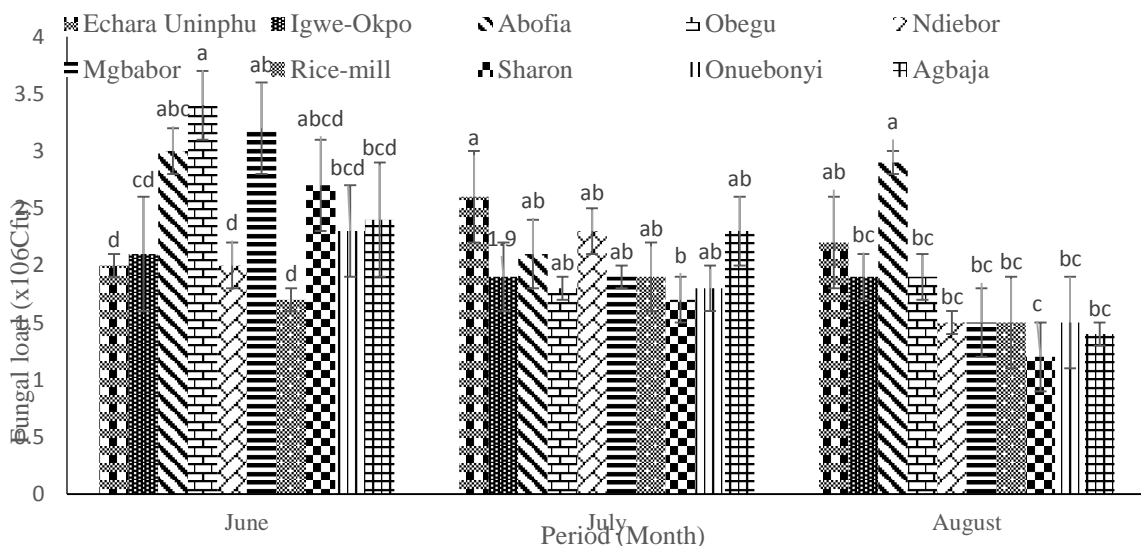 Echara Uninphu Igwe-Okpo Abofia Obegu Ndiebor
Mgbabor Rice-mill Sharon Onuebonyi Agbaja
Fungal load (x106Cfu)
4
3.5
3
2.5
2
1.5
1
0.5
0
d cd abc a d ab d abcd bcd bcd
a 1.9 ab ab ab ab ab b ab ab
ab bc a bc bc bc bc c bc bc
June July August
Period (Month)